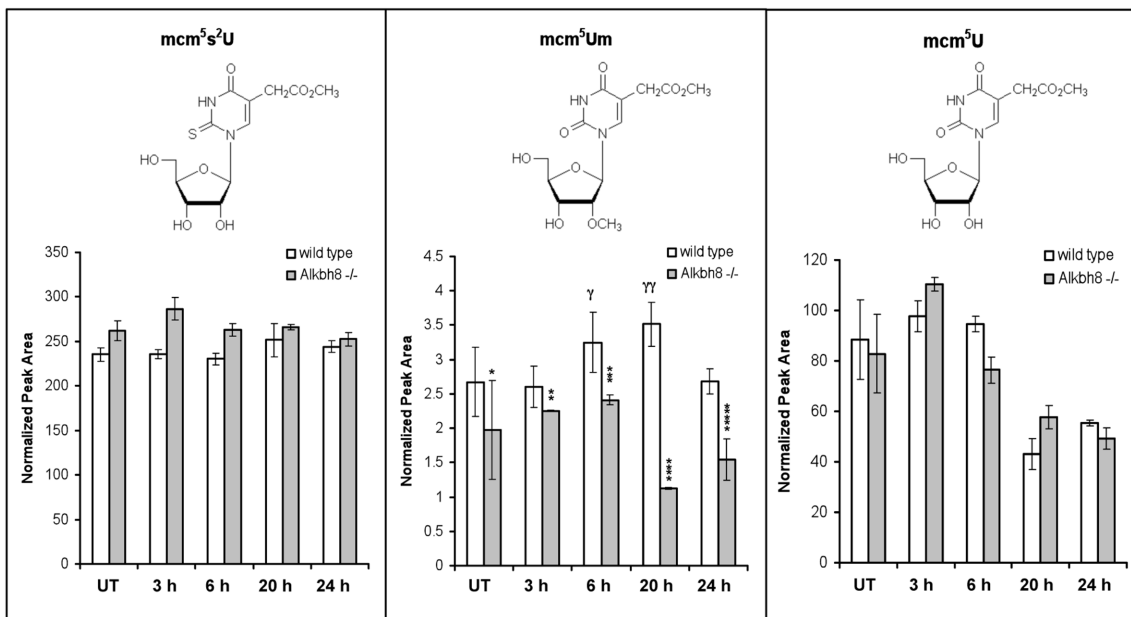 mcm⁵s²U
O
CH₂CO₂CH₃
HN
S
N
HO
O
HO OH
350
300
250
200
150
100
50
0
Normalized Peak Area
wild type
Alkbh8 -/-
UT 3 h 6 h 20 h 24 h
mcm⁵Um
O
CH₂CO₂CH₃
HN
O
N
HO
O
HO OCH₃
4.5
4
3.5
3
2.5
2
1.5
1
0.5
0
Normalized Peak Area
wild type
Alkbh8 -/-
γ
γγ
*
**
***
****
****
UT 3 h 6 h 20 h 24 h
mcm⁵U
O
CH₂CO₂CH₃
HN
O
N
HO
O
HO OH
120
100
80
60
40
20
0
Normalized Peak Area
wild type
Alkbh8 -/-
UT 3 h 6 h 20 h 24 h